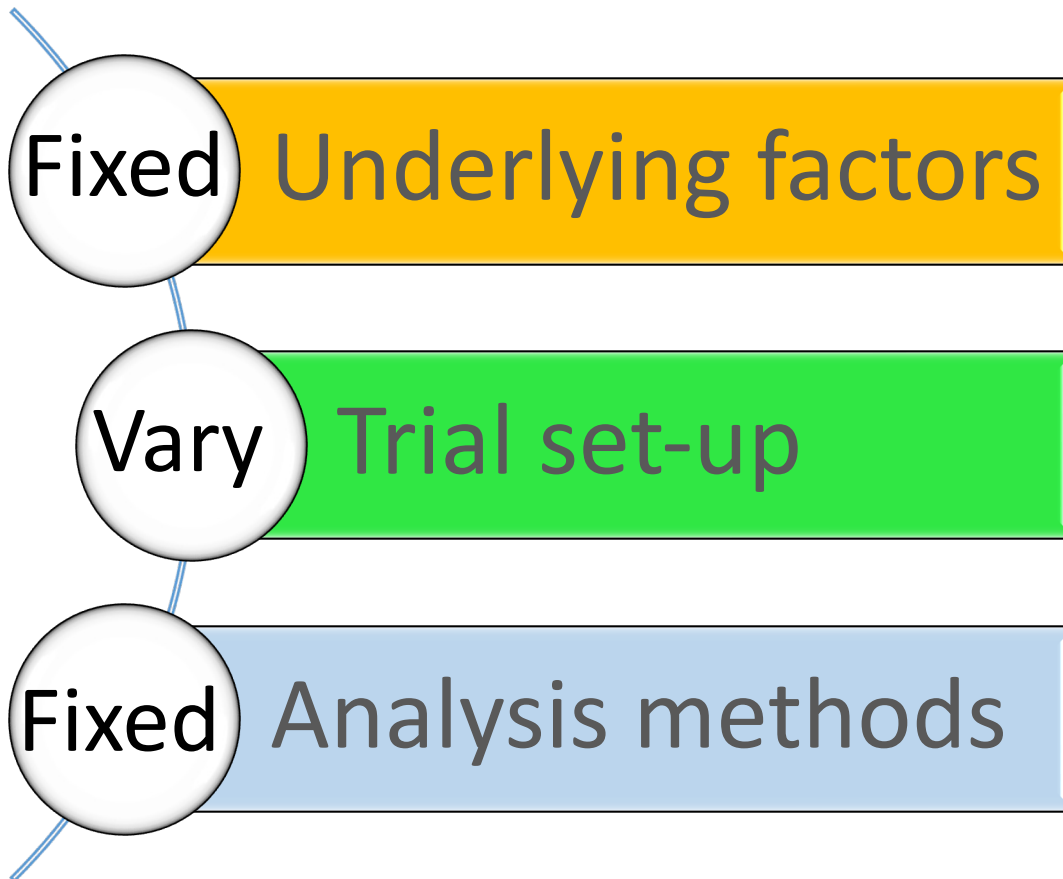 Fixed Underlying factors
Vary Trial set-up
Fixed Analysis methods